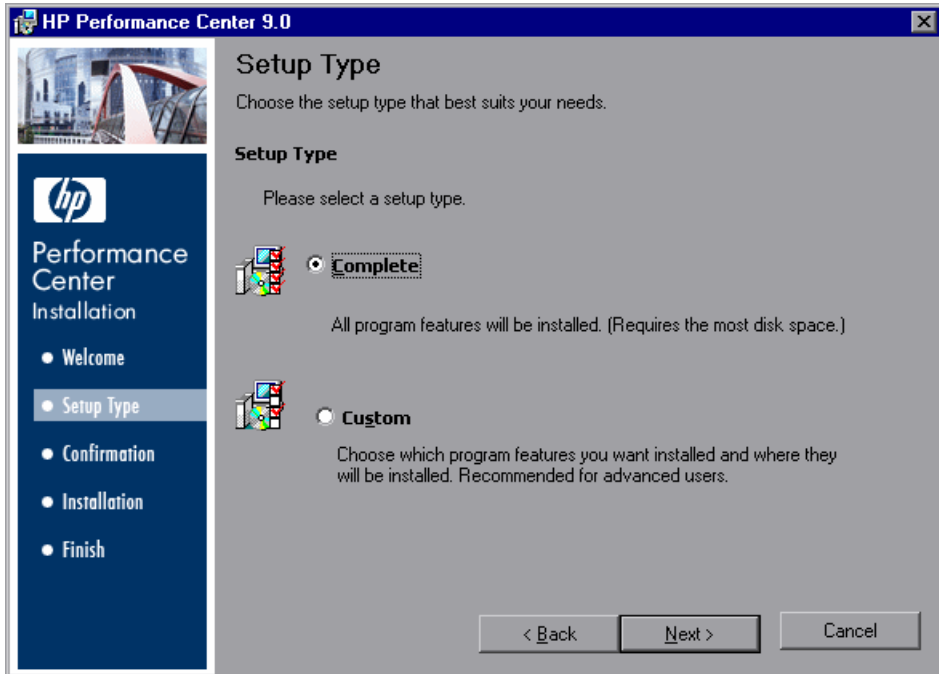 HP Performance Center 9.0
Setup Type
Choose the setup type that best suits your needs.
Setup Type
Please select a setup type.
hp
Performance
Center
Installation
Welcome
Setup Type
Confirmation
Installation
Finish
Complete
All program features will be installed. (Requires the most disk space.)
Custom
Choose which program features you want installed and where they
will be installed. Recommended for advanced users.
< Back
Next >
Cancel